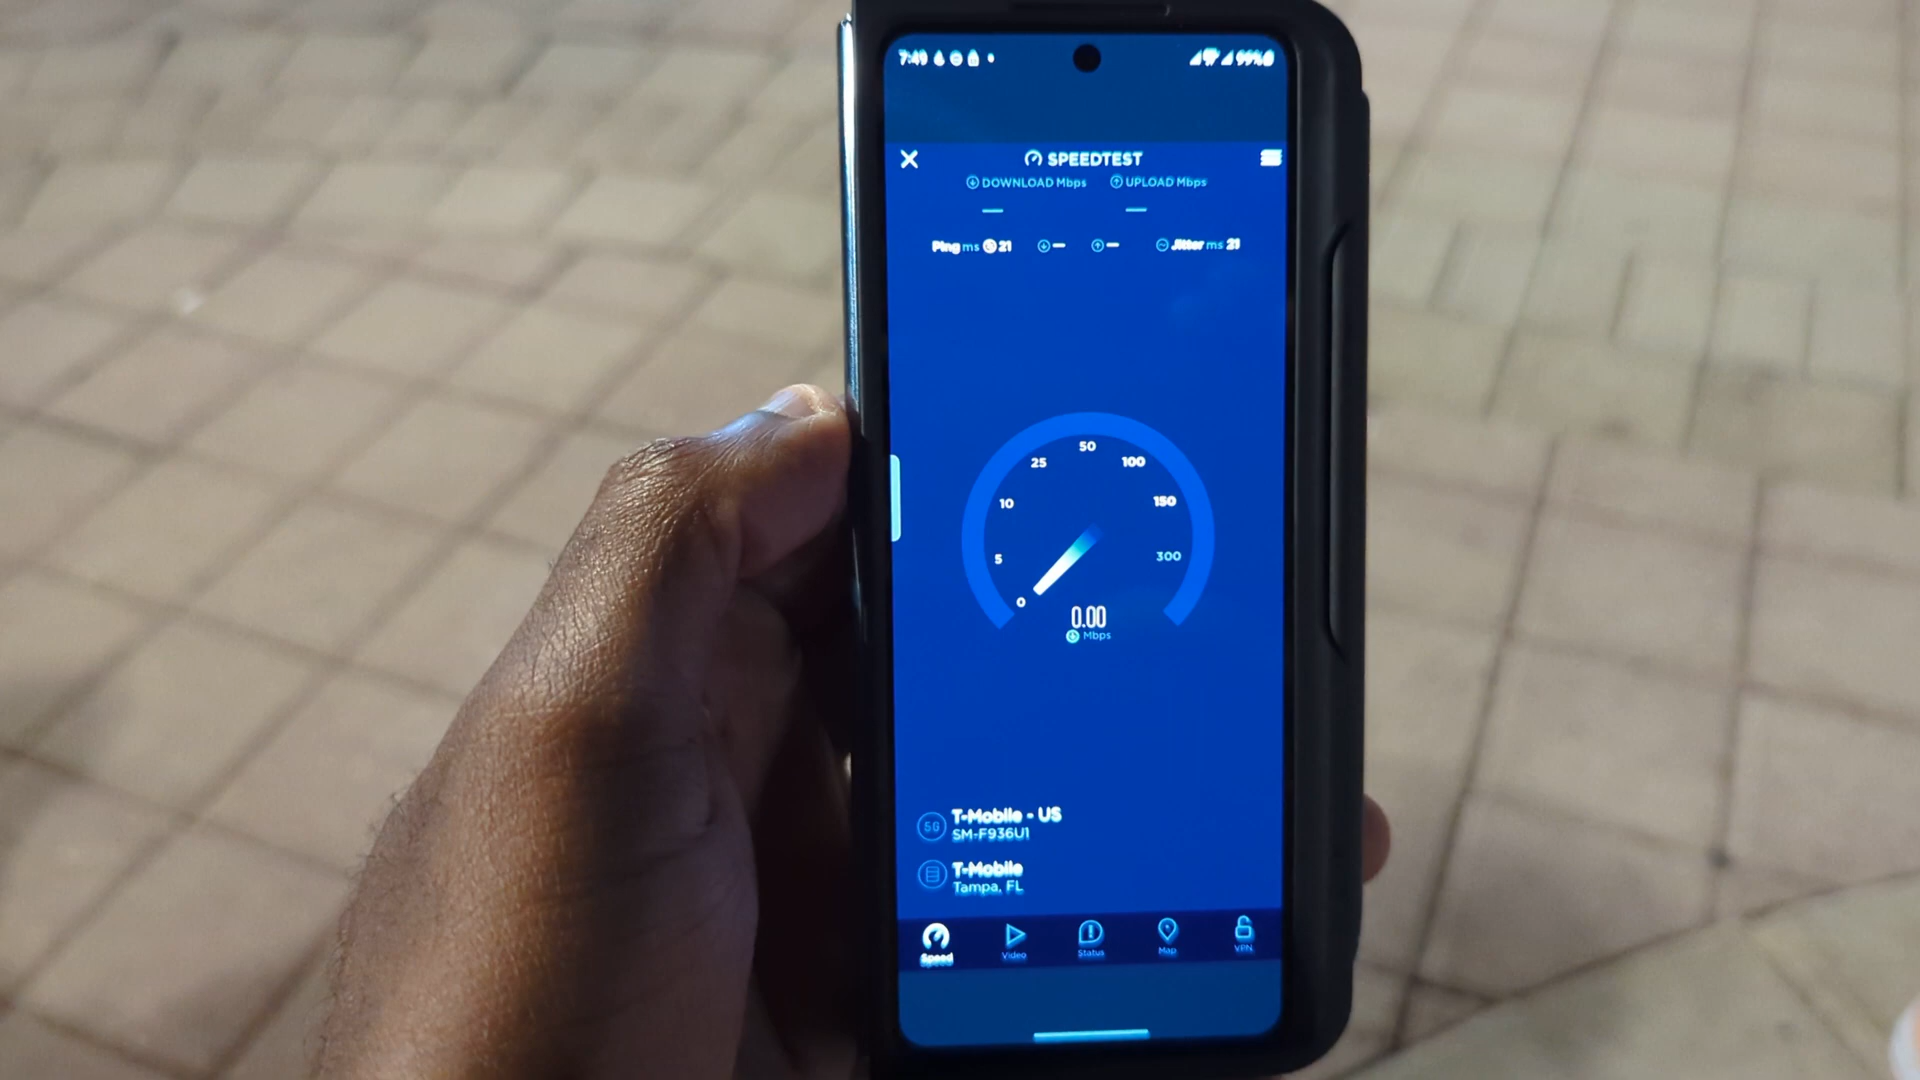 7:49
99%
SPEEDTEST
DOWNLOAD Mbps UPLOAD Mbps
— —
Ping ms 21 — — Jitter ms 21
50
25 100
10 150
5 300
0
0.00
Mbps
5G T-Mobile - US
SM-F936U1
T-Mobile
Tampa, FL
Speed Video Status Map VPN